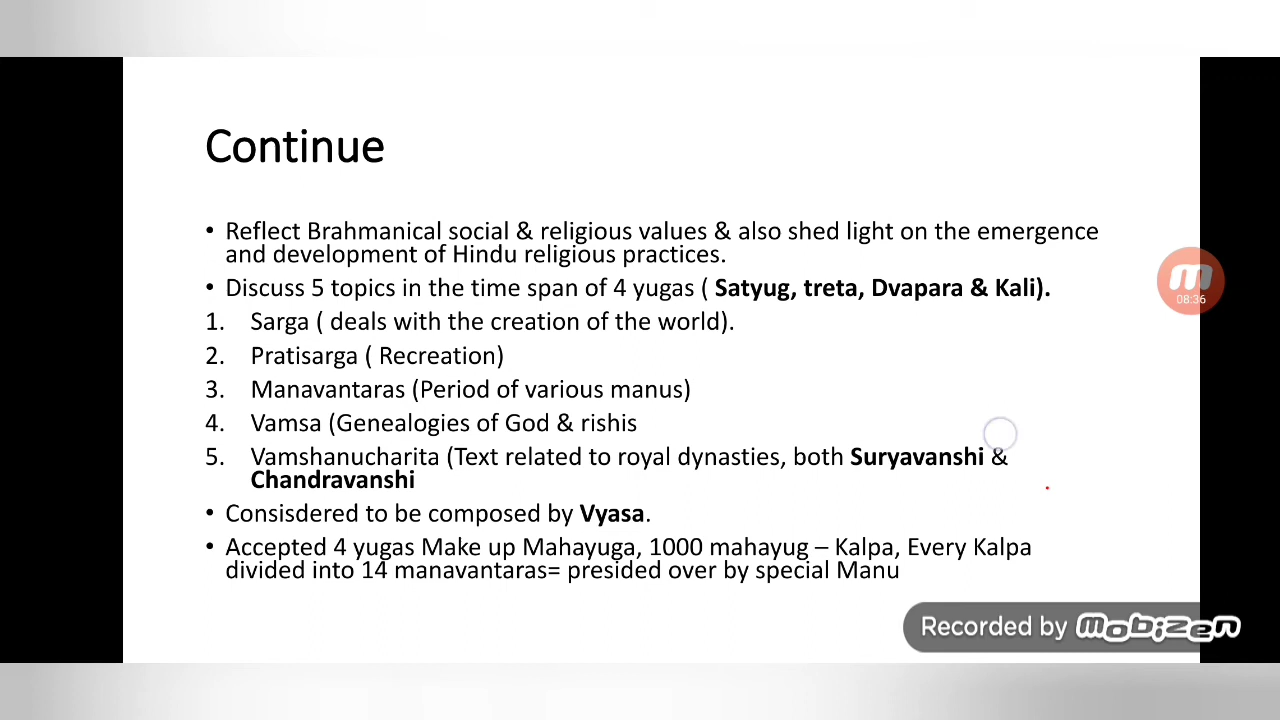 Continue
• Reflect Brahmanical social & religious values & also shed light on the emergence
and development of Hindu religious practices.
• Discuss 5 topics in the time span of 4 yugas ( Satyug, treta, Dvapara & Kali).
1. Sarga ( deals with the creation of the world).
2. Pratisarga ( Recreation)
3. Manavantaras (Period of various manus)
4. Vamsa (Genealogies of God & rishis
5. Vamshanucharita (Text related to royal dynasties, both Suryavanshi &
Chandravanshi
• Consisdered to be composed by Vyasa.
• Accepted 4 yugas Make up Mahayuga, 1000 mahayug – Kalpa, Every Kalpa
divided into 14 manavantaras= presided over by special Manu
08:36
Recorded by mobizen